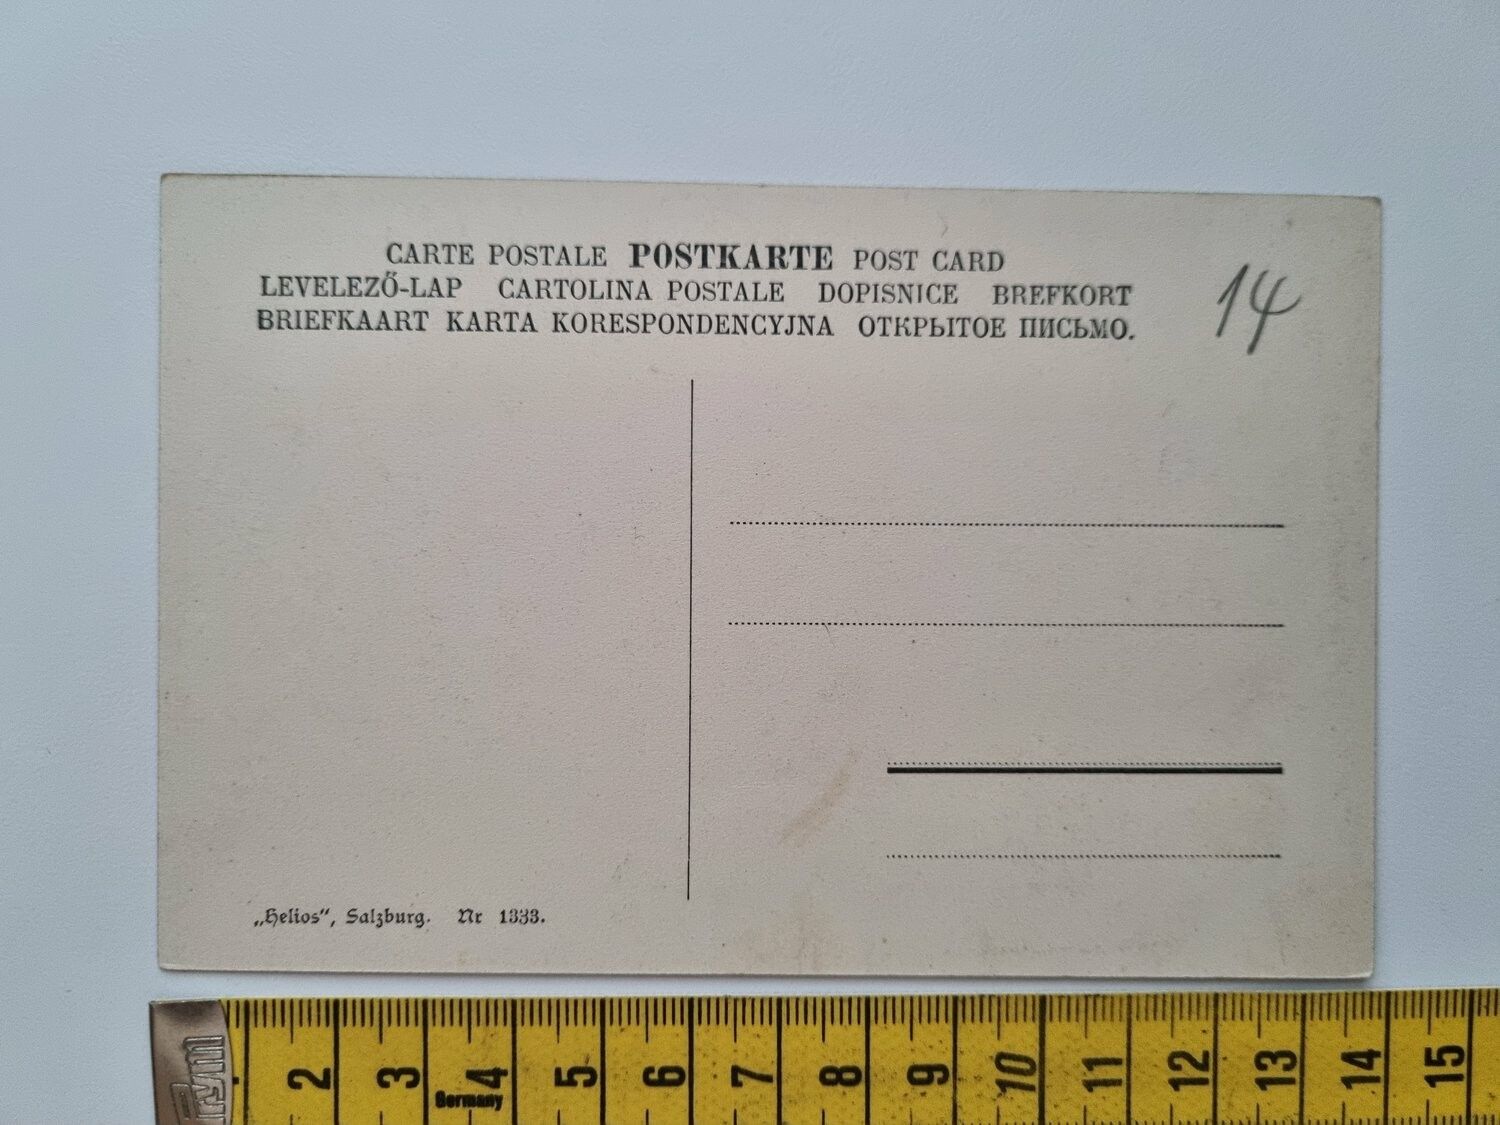 CARTE POSTALE POSTKARTE POST CARD
LEVELEZŐ-LAP CARTOLINA POSTALE DOPISNICE BREFKORT
BRIEFKAART KARTA KORESPONDENCYJNA ОТКРЫТОЕ ПИСЬМО.
14
„Helios“, Salzburg. Nr 1333.
Prym
2 3 4 5 6 7 8 9 10 11 12 13 14 15
Germany